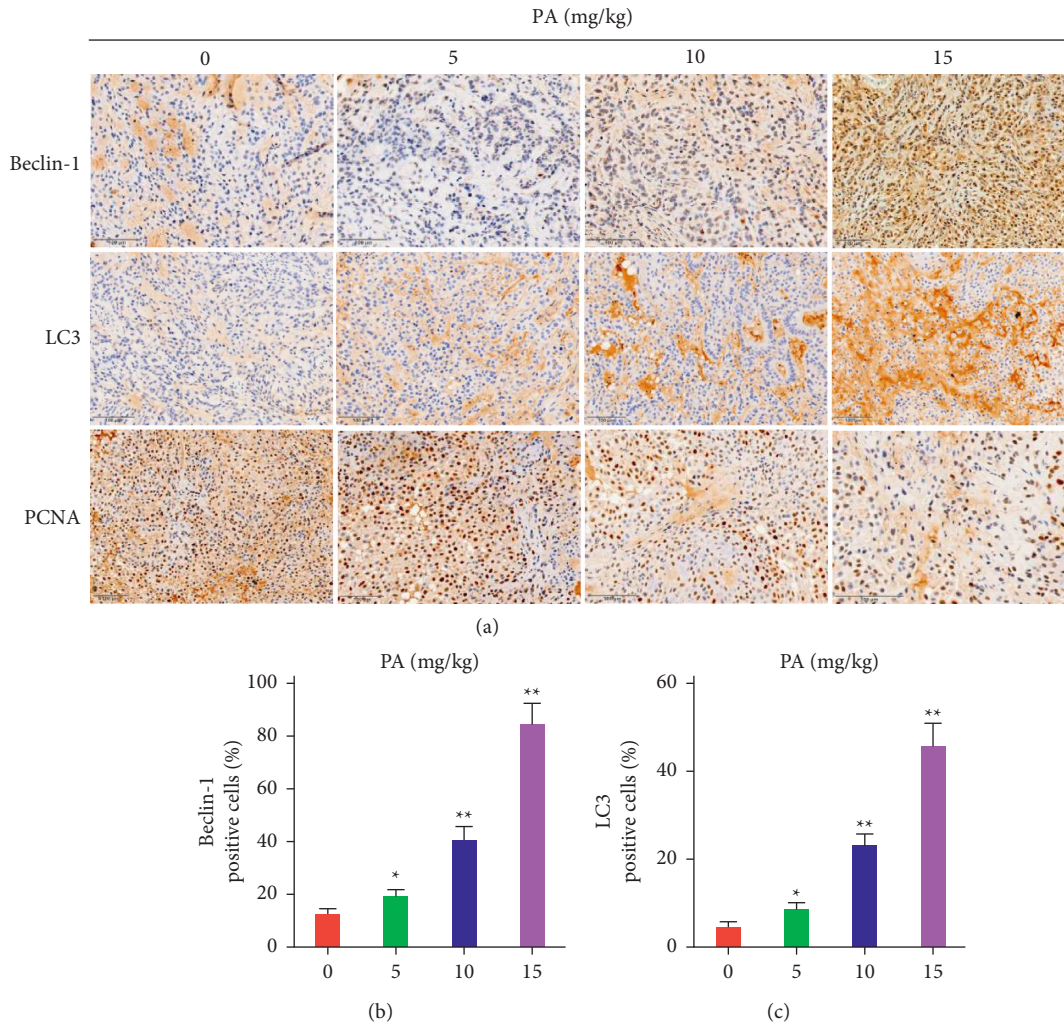 PA (mg/kg)
0 5 10 15
Beclin-1
LC3
PCNA
(a)
PA (mg/kg)
Beclin-1
positive cells (%)
100
80
60
40
20
0
*
**
**
0 5 10 15
(b)
PA (mg/kg)
LC3
positive cells (%)
60
40
20
0
*
**
**
0 5 10 15
(c)